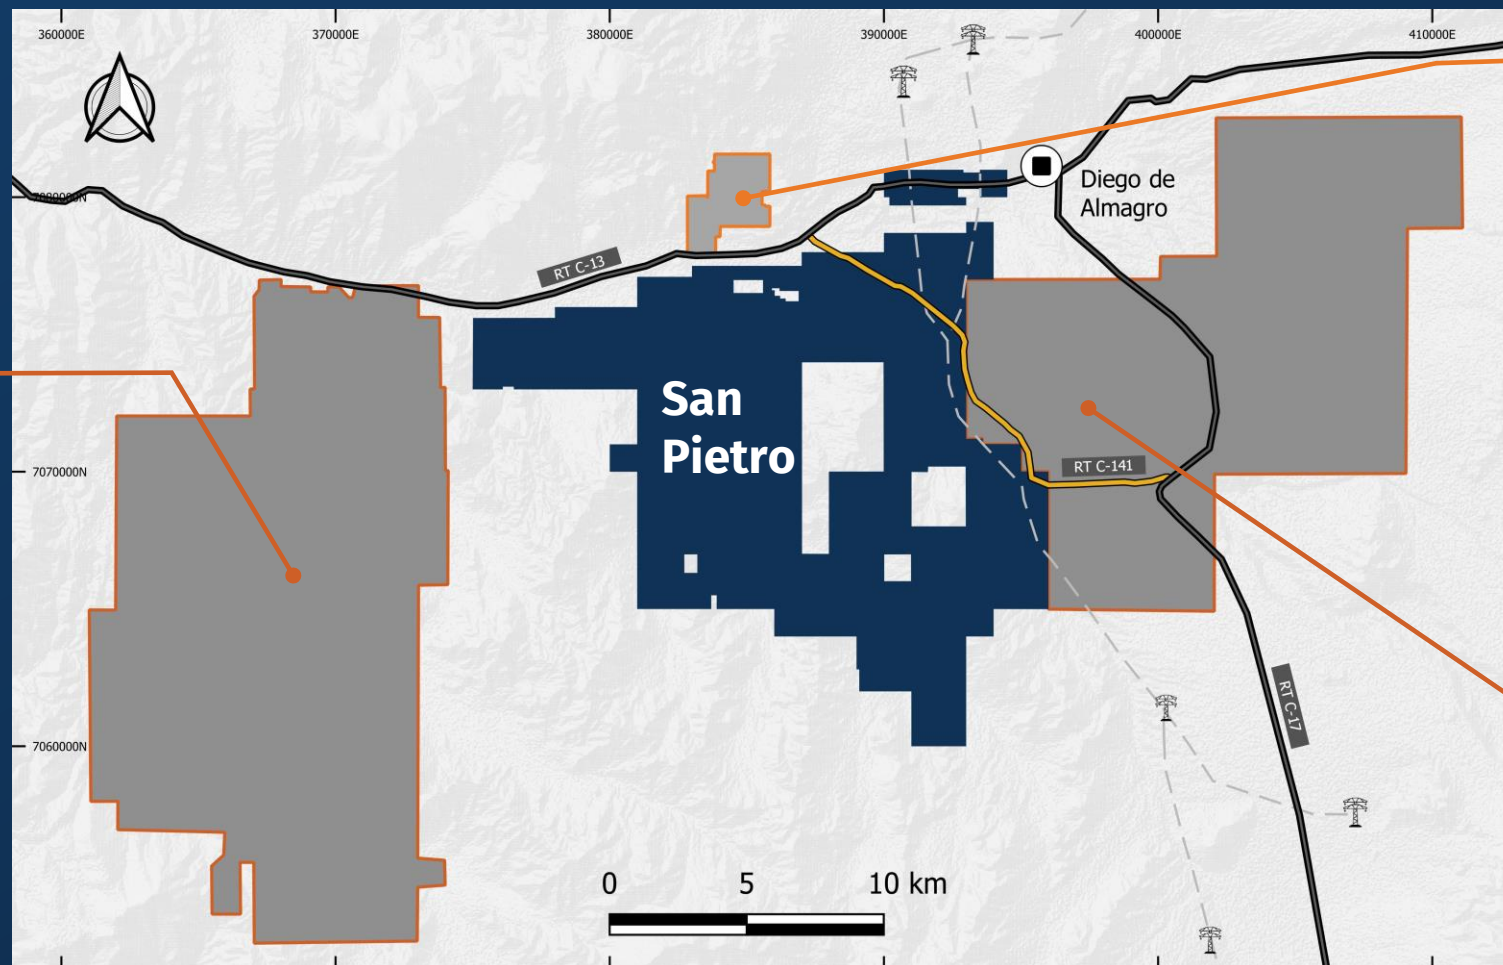 360000E
370000E
380000E
390000E
400000E
410000E
7080000N
Diego de
Almagro
RT C-13
San
Pietro
RT C-141
7070000N
RT C-17
7060000N
0 5 10 km